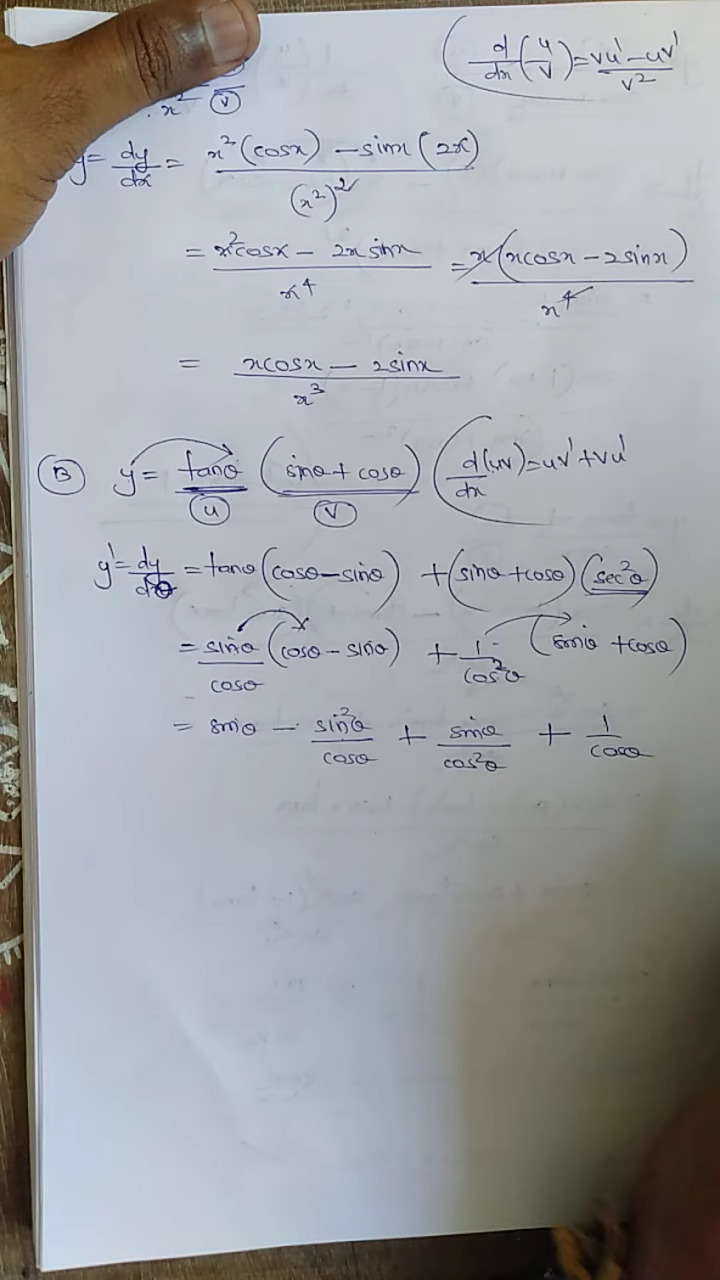 d/dx (u/v) = vu' - uv' / v²
x² (v)
y' = dy/dx = x²(cosx) - sinx(2x) / (x²)²
= x²cosx - 2x sinx / x⁴ = x(xcosx - 2sinx) / x⁴
= xcosx - 2sinx / x³
(B) y = tanθ (sinθ + cosθ) ( d(uv)/dx = uv' + vu'
(u) (v)
y' = dy/dθ = tanθ(cosθ - sinθ) + (sinθ + cosθ)(sec²θ)
= sinθ/cosθ (cosθ - sinθ) + 1/cos²θ (sinθ + cosθ)
= sinθ - sin²θ/cosθ + sinθ/cos²θ + 1/cosθ